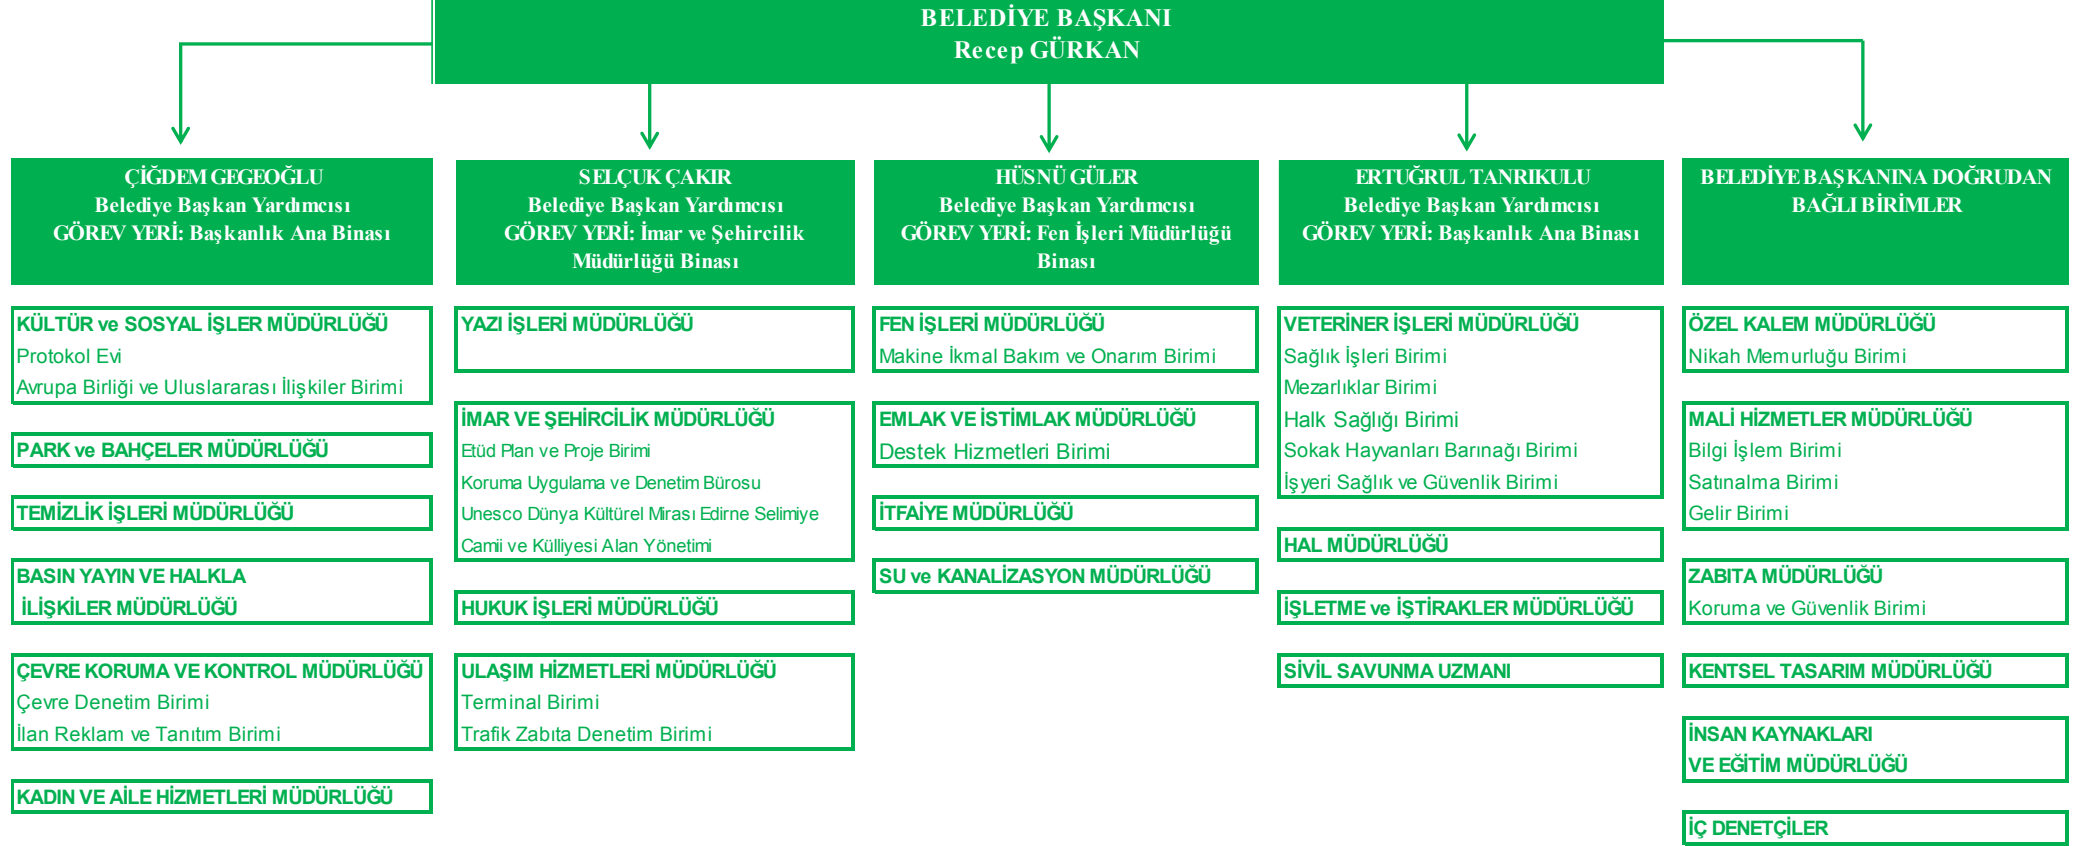 BELEDİYE BAŞKANI
Recep GÜRKAN
ÇİĞDEM GEGEOĞLU
Belediye Başkan Yardımcısı
GÖREV YERİ: Başkanlık Ana Binası
KÜLTÜR ve SOSYAL İŞLER MÜDÜRLÜĞÜ
Protokol Evi
Avrupa Birliği ve Uluslararası İlişkiler Birimi
PARK ve BAHÇELER MÜDÜRLÜĞÜ
TEMİZLİK İŞLERİ MÜDÜRLÜĞÜ
BASIN YAYIN VE HALKLA
İLİŞKİLER MÜDÜRLÜĞÜ
ÇEVRE KORUMA VE KONTROL MÜDÜRLÜĞÜ
Çevre Denetim Birimi
İlan Reklam ve Tanıtım Birimi
KADIN VE AİLE HİZMETLERİ MÜDÜRLÜĞÜ
SELÇUK ÇAKIR
Belediye Başkan Yardımcısı
GÖREV YERİ: İmar ve Şehircilik
Müdürlüğü Binası
YAZI İŞLERİ MÜDÜRLÜĞÜ
İMAR VE ŞEHİRCİLİK MÜDÜRLÜĞÜ
Etüd Plan ve Proje Birimi
Koruma Uygulama ve Denetim Bürosu
Unesco Dünya Kültürel Mirası Edirne Selimiye
Camii ve Külliyesi Alan Yönetimi
HUKUK İŞLERİ MÜDÜRLÜĞÜ
ULAŞIM HİZMETLERİ MÜDÜRLÜĞÜ
Terminal Birimi
Trafik Zabıta Denetim Birimi
HÜSNÜ GÜLER
Belediye Başkan Yardımcısı
GÖREV YERİ: Fen İşleri Müdürlüğü
Binası
FEN İŞLERİ MÜDÜRLÜĞÜ
Makine İkmal Bakım ve Onarım Birimi
EMLAK VE İSTİMLAK MÜDÜRLÜĞÜ
Destek Hizmetleri Birimi
İTFAİYE MÜDÜRLÜĞÜ
SU ve KANALİZASYON MÜDÜRLÜĞÜ
ERTUĞRUL TANRIKULU
Belediye Başkan Yardımcısı
GÖREV YERİ: Başkanlık Ana Binası
VETERİNER İŞLERİ MÜDÜRLÜĞÜ
Sağlık İşleri Birimi
Mezarlıklar Birimi
Halk Sağlığı Birimi
Sokak Hayvanları Barınağı Birimi
İşyeri Sağlık ve Güvenlik Birimi
HAL MÜDÜRLÜĞÜ
İŞLETME ve İŞTİRAKLER MÜDÜRLÜĞÜ
SİVİL SAVUNMA UZMANI
BELEDİYE BAŞKANINA DOĞRUDAN
BAĞLI BİRİMLER
ÖZEL KALEM MÜDÜRLÜĞÜ
Nikah Memurluğu Birimi
MALİ HİZMETLER MÜDÜRLÜĞÜ
Bilgi İşlem Birimi
Satınalma Birimi
Gelir Birimi
ZABITA MÜDÜRLÜĞÜ
Koruma ve Güvenlik Birimi
KENTSEL TASARIM MÜDÜRLÜĞÜ
İNSAN KAYNAKLARI
VE EĞİTİM MÜDÜRLÜĞÜ
İÇ DENETÇİLER